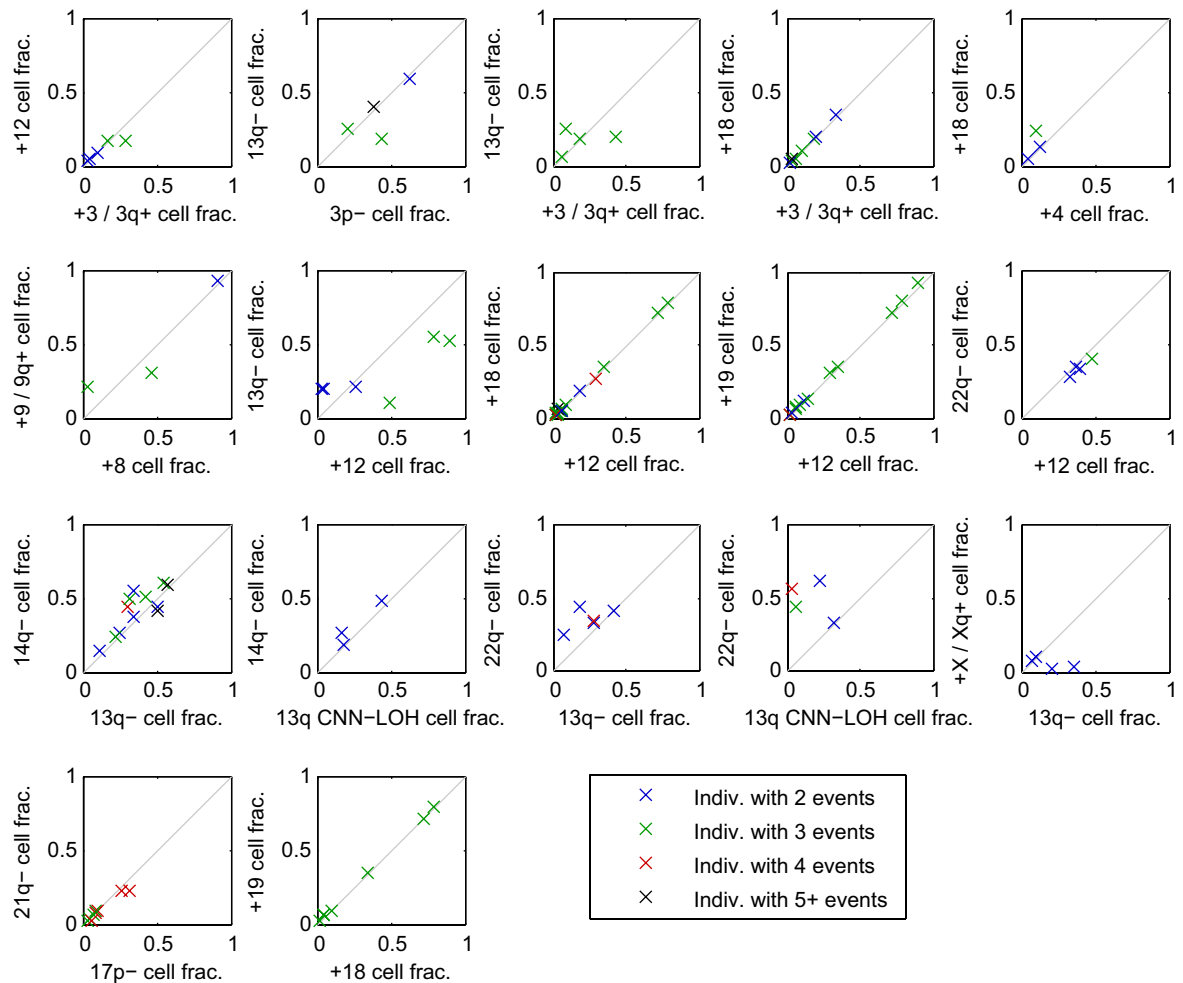 +12 cell frac.
1
0.5
0
0
0.5
1
+3 / 3q+ cell frac.
13q− cell frac.
1
0.5
0
0
0.5
1
3p− cell frac.
13q− cell frac.
1
0.5
0
0
0.5
1
+3 / 3q+ cell frac.
+18 cell frac.
1
0.5
0
0
0.5
1
+3 / 3q+ cell frac.
+18 cell frac.
1
0.5
0
0
0.5
1
+4 cell frac.
+9 / 9q+ cell frac.
1
0.5
0
0
0.5
1
+8 cell frac.
13q− cell frac.
1
0.5
0
0
0.5
1
+12 cell frac.
+18 cell frac.
1
0.5
0
0
0.5
1
+12 cell frac.
+19 cell frac.
1
0.5
0
0
0.5
1
+12 cell frac.
22q− cell frac.
1
0.5
0
0
0.5
1
+12 cell frac.
14q− cell frac.
1
0.5
0
0
0.5
1
13q− cell frac.
14q− cell frac.
1
0.5
0
0
0.5
1
13q CNN−LOH cell frac.
22q− cell frac.
1
0.5
0
0
0.5
1
13q− cell frac.
22q− cell frac.
1
0.5
0
0
0.5
1
13q CNN−LOH cell frac.
+X / Xq+ cell frac.
1
0.5
0
0
0.5
1
13q− cell frac.
21q− cell frac.
1
0.5
0
0
0.5
1
17p− cell frac.
+19 cell frac.
1
0.5
0
0
0.5
1
+18 cell frac.
Indiv. with 2 events
Indiv. with 3 events
Indiv. with 4 events
Indiv. with 5+ events